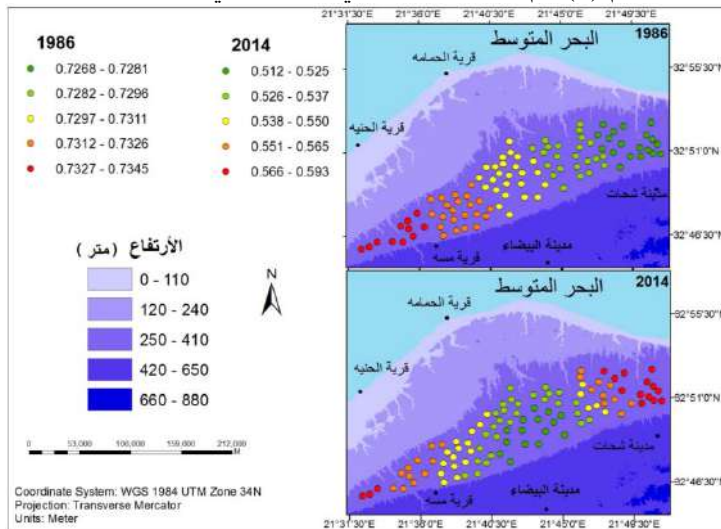 1986
0.7268 - 0.7281
0.7282 - 0.7296
0.7297 - 0.7311
0.7312 - 0.7326
0.7327 - 0.7345
2014
0.512 - 0.525
0.526 - 0.537
0.538 - 0.550
0.551 - 0.565
0.566 - 0.593
الأرتفاع (متر)
0 - 110
120 - 240
250 - 410
420 - 650
660 - 880
N
0 53,000 106,000 159,000 212,000
M
Coordinate System: WGS 1984 UTM Zone 34N
Projection: Transverse Mercator
Units: Meter
21°31'30"E 21°36'0"E 21°40'30"E 21°45'0"E 21°49'30"E
البحر المتوسط
1986
قرية الحمامه
قرية الحنيه
مدينة شحات
مدينة البيضاء
قرية مسه
32°55'30"N
32°51'0"N
32°46'30"N
البحر المتوسط
2014
قرية الحمامه
قرية الحنيه
مدينة شحات
مدينة البيضاء
قرية مسه
32°55'30"N
32°51'0"N
32°46'30"N
21°31'30"E 21°36'0"E 21°40'30"E 21°45'0"E 21°49'30"E